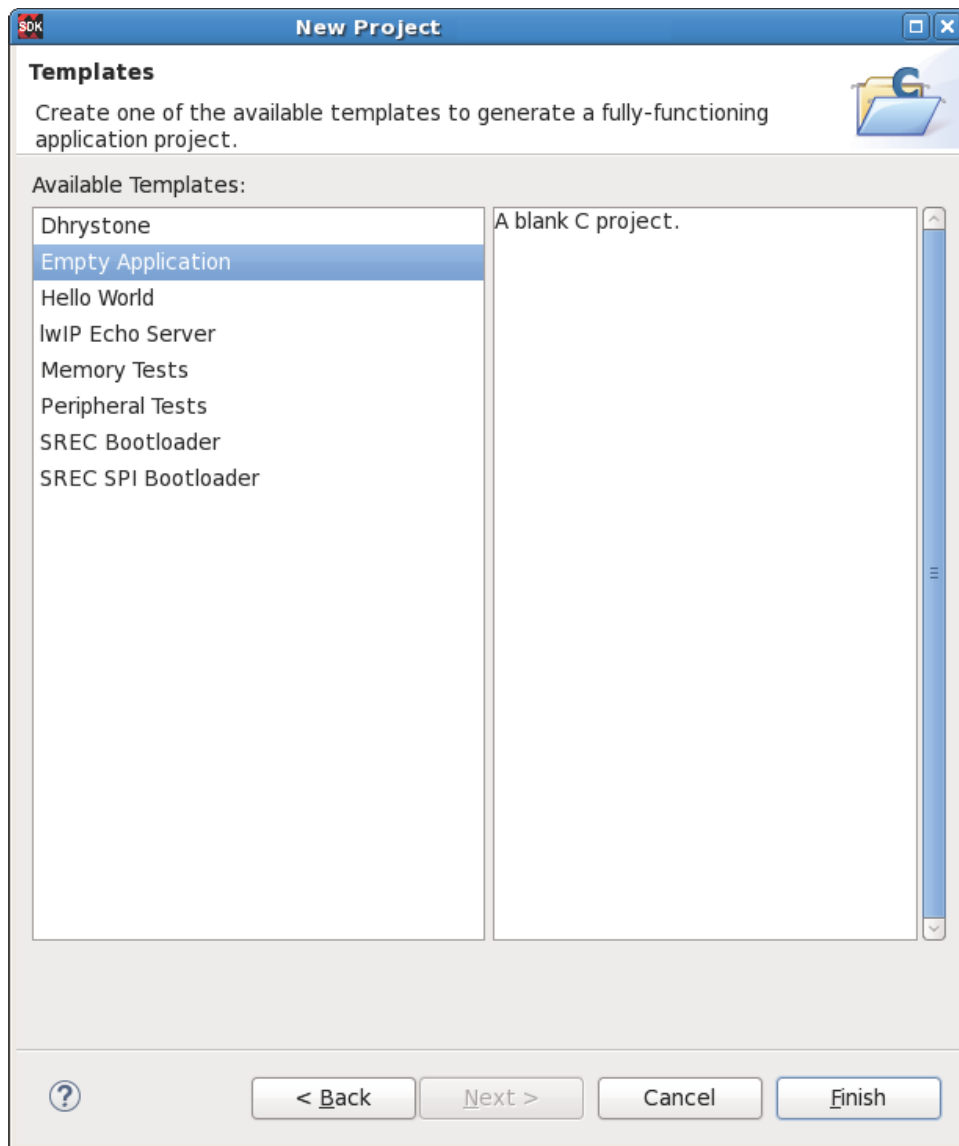 SDK
New Project
Templates
Create one of the available templates to generate a fully-functioning
application project.
C
Available Templates:
Dhrystone
Empty Application
Hello World
lwIP Echo Server
Memory Tests
Peripheral Tests
SREC Bootloader
SREC SPI Bootloader
A blank C project.
?
< Back
Next >
Cancel
Finish